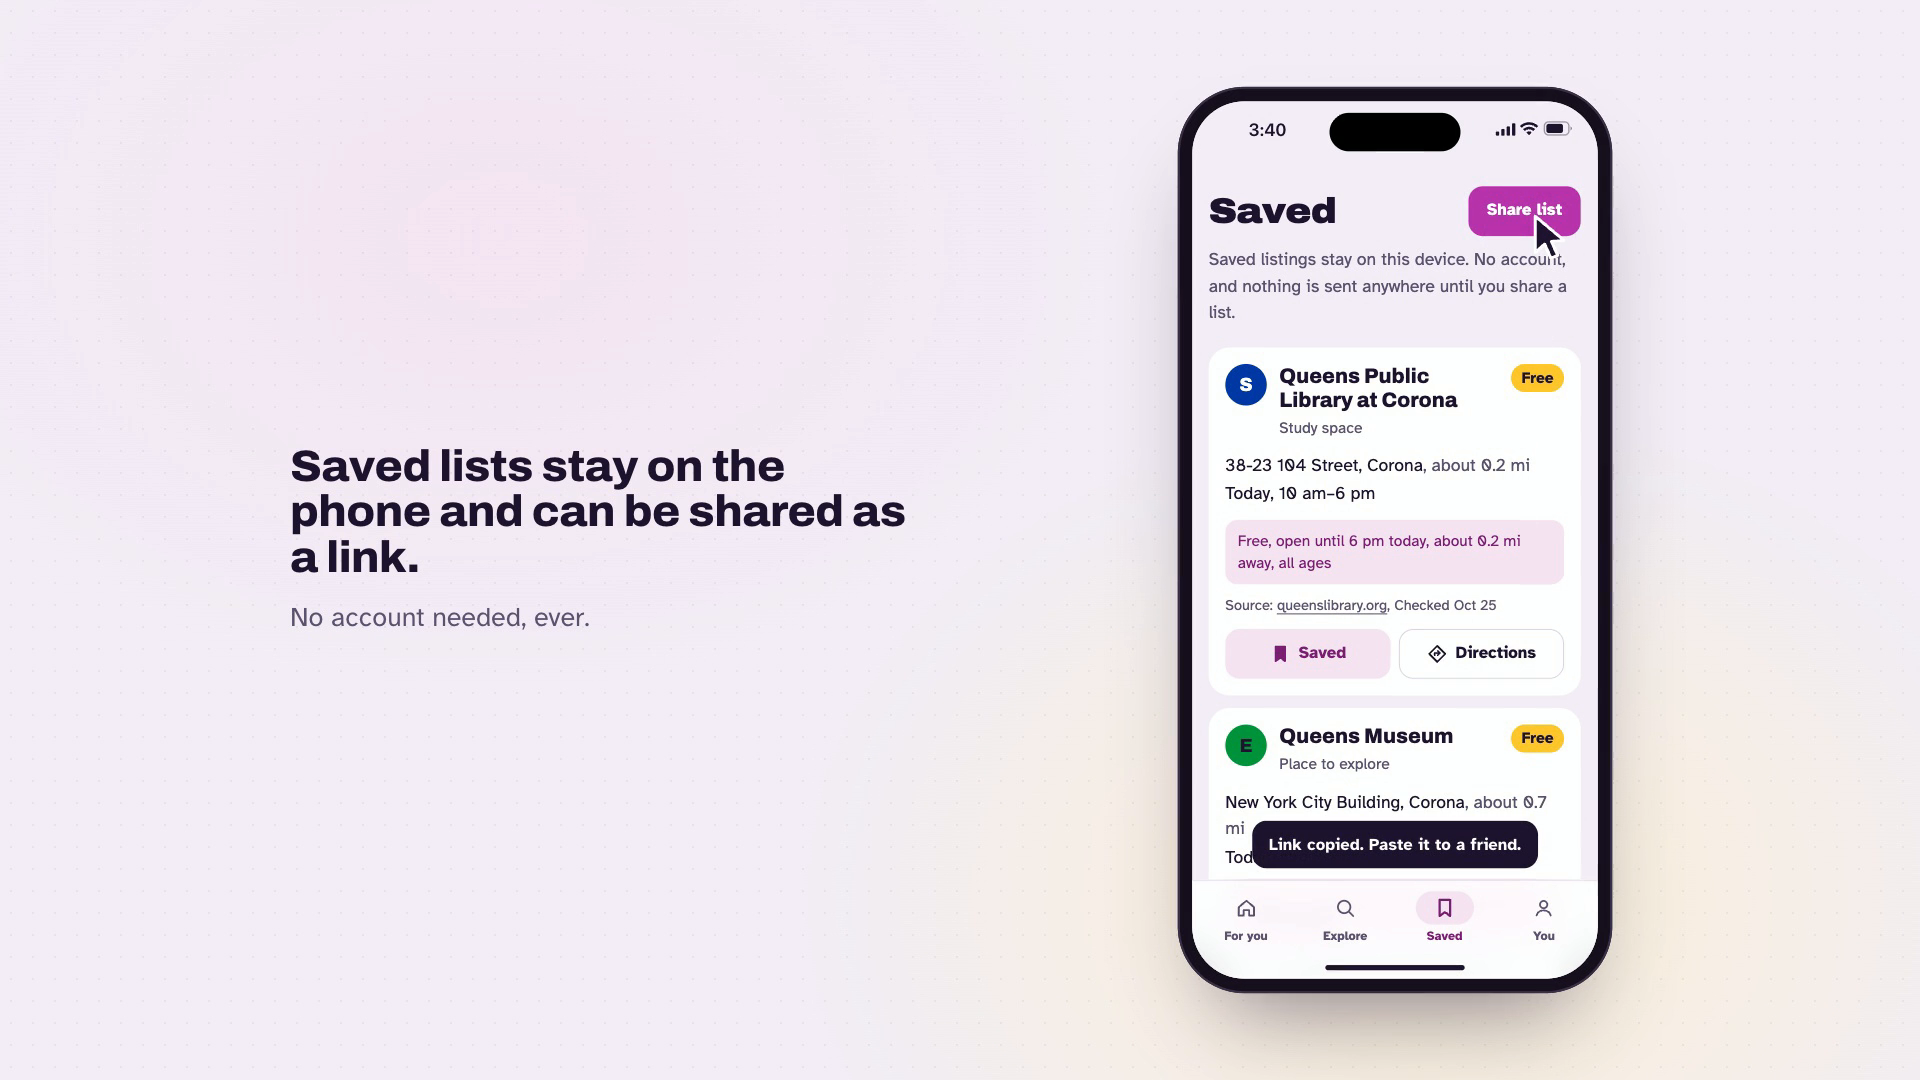 Saved lists stay on the
phone and can be shared as
a link.
No account needed, ever.
3:40
Saved
Share list
Saved listings stay on this device. No account,
and nothing is sent anywhere until you share a
list.
S
Queens Public
Library at Corona
Free
Study space
38-23 104 Street, Corona, about 0.2 mi
Today, 10 am–6 pm
Free, open until 6 pm today, about 0.2 mi
away, all ages
Source: queenslibrary.org, Checked Oct 25
Saved
Directions
E
Queens Museum
Free
Place to explore
New York City Building, Corona, about 0.7
mi
Tod
Link copied. Paste it to a friend.
For you
Explore
Saved
You